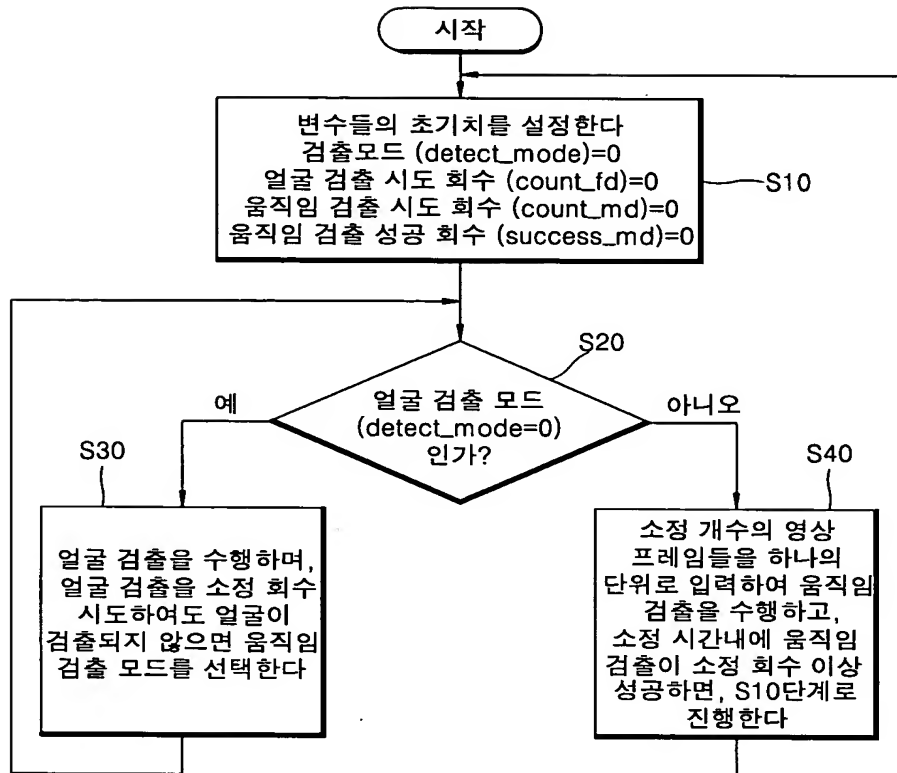 시작
변수들의 초기치를 설정한다
검출모드 (detect_mode)=0
얼굴 검출 시도 회수 (count_fd)=0
움직임 검출 시도 회수 (count_md)=0
움직임 검출 성공 회수 (success_md)=0
S10
S20
얼굴 검출 모드
(detect_mode=0)
인가?
예
아니오
S30
얼굴 검출을 수행하며,
얼굴 검출을 소정 회수
시도하여도 얼굴이
검출되지 않으면 움직임
검출 모드를 선택한다
S40
소정 개수의 영상
프레임들을 하나의
단위로 입력하여 움직임
검출을 수행하고,
소정 시간내에 움직임
검출이 소정 회수 이상
성공하면, S10단계로
진행한다